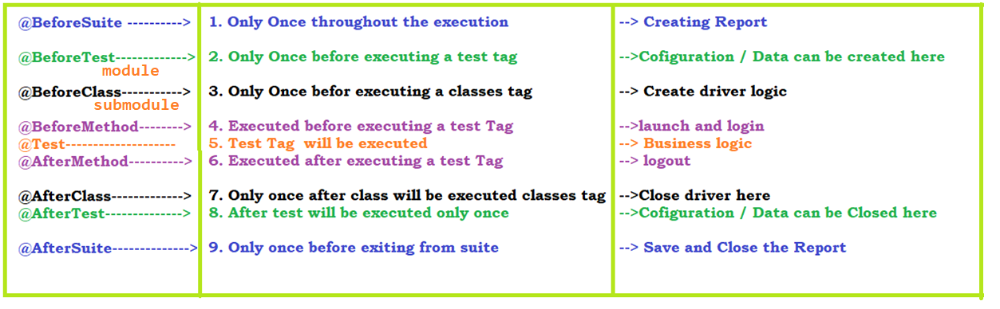 @BeforeSuite ----------> 1. Only Once throughout the execution --> Creating Report
@BeforeTest-------------> 2. Only Once before executing a test tag -->Cofiguration / Data can be created here
module
@BeforeClass-----------> 3. Only Once befor executing a classes tag --> Create driver logic
submodule
@BeforeMethod--------> 4. Executed before executing a test Tag -->launch and login
@Test-------------------- 5. Test Tag will be executed --> Business logic
@AfterMethod----------> 6. Executed after executing a test Tag --> logout
@AfterClass-------------> 7. Only once after class will be executed classes tag -->Close driver here
@AfterTest--------------> 8. After test will be executed only once -->Cofiguration / Data can be Closed here
@AfterSuite--------------> 9. Only once before exiting from suite --> Save and Close the Report